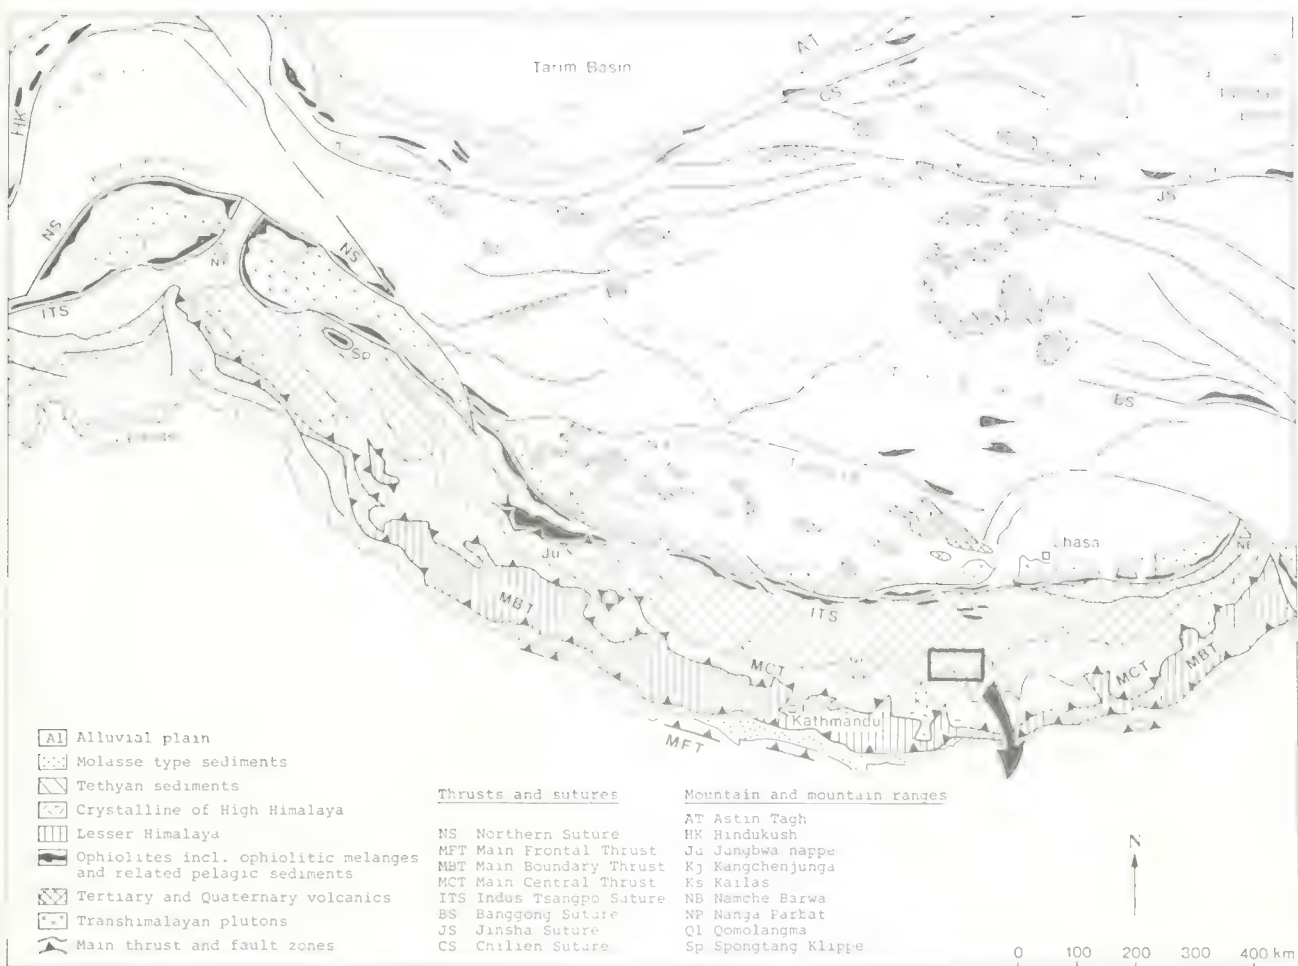 AT
Tarim Basin
CS
HK
JS
NS
NS
ITS
Sp
BS
Ju
hasa
MBT
ITS
MCT
MCT
MBT
Kathmandu
MFT
Al Alluvial plain
Molasse type sediments
Tethyan sediments
Crystalline of High Himalaya
Lesser Himalaya
Ophiolites incl. ophiolitic melanges
and related pelagic sediments
Tertiary and Quaternary volcanics
Transhimalayan plutons
Main thrust and fault zones
Thrusts and sutures
NS Northern Suture
MFT Main Frontal Thrust
MBT Main Boundary Thrust
MCT Main Central Thrust
ITS Indus Tsangpo Suture
BS Banggong Suture
JS Jinsha Suture
CS Chilien Suture
Mountain and mountain ranges
AT Astin Tagh
HK Hindukush
Ju Jungbwa nappe
Kj Kangchenjunga
Ks Kailas
NB Namche Barwa
NP Nanga Parbat
Ql Qomolangma
Sp Spongtang Klippe
N
0 100 200 300 400 km